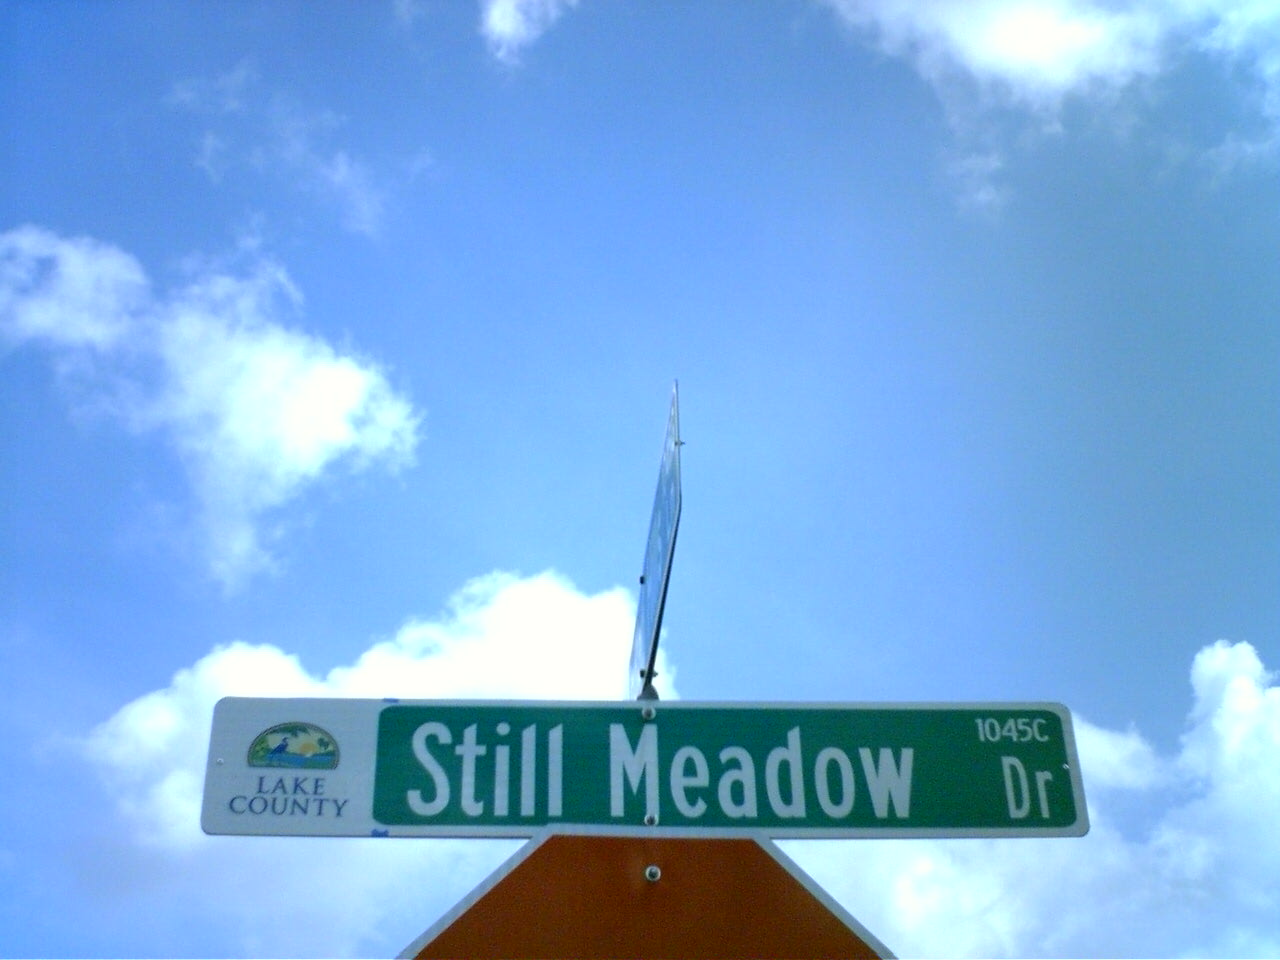 LAKE
COUNTY
Still Meadow
1045C
Dr